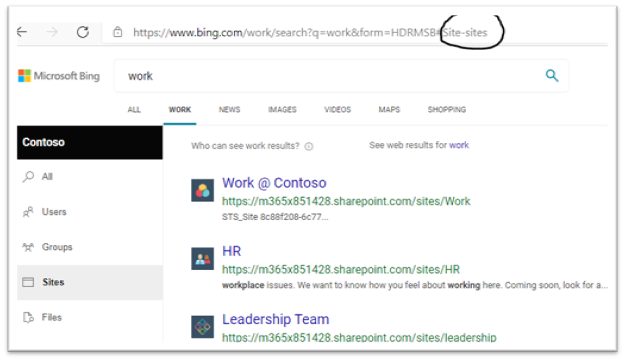 https://www.bing.com/work/search?q=work&form=HDRMSB#Site-sites
Microsoft Bing
work
ALL WORK NEWS IMAGES VIDEOS MAPS SHOPPING
Contoso
Who can see work results? See web results for work
All
Work @ Contoso
https://m365x851428.sharepoint.com/sites/Work
Users
STS_Site 8c88f208-6c77...
Groups
HR
https://m365x851428.sharepoint.com/sites/HR
Sites
workplace issues. We want to know how you feel about working here. Coming soon, look for a...
Files
Leadership Team
https://m365x851428.sharepoint.com/sites/leadership